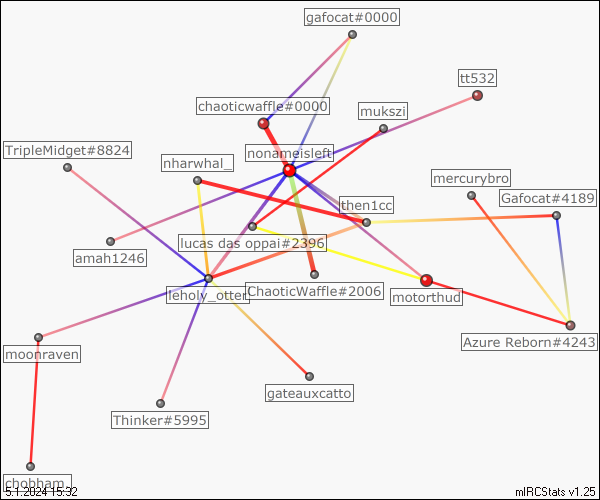 gafocat#0000
tt532
chaoticwaffle#0000
mukszi
TripleMidget#8824
nonameisleft
nharwhal_
mercurybro
Gafocat#4189
then1cc
lucas das oppai#2396
amah1246
leholy_otter
ChaoticWaffle#2006
motorthud
Azure Reborn#4243
moonraven
gateauxcatto
Thinker#5995
chobham_
5.1.2024 15:32
mIRCStats v1.25